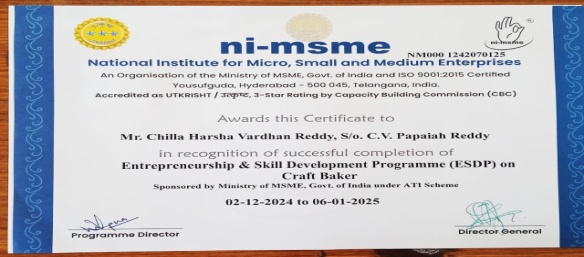 ni-msme
ni-msme
NM000 1242070125
National Institute for Micro, Small and Medium Enterprises
An Organisation of the Ministry of MSME, Govt. of India and ISO 9001:2015 Certified
Yousufguda, Hyderabad - 500 045, Telangana, India.
Accredited as UTKRISHT / उत्कृष्ट, 3-Star Rating by Capacity Building Commission (CBC)
Awards this Certificate to
Mr. Chilla Harsha Vardhan Reddy, S/o. C.V. Papaiah Reddy
in recognition of successful completion of
Entrepreneurship & Skill Development Programme (ESDP) on
Craft Baker
Sponsored by Ministry of MSME, Govt. of India under ATI Scheme
02-12-2024 to 06-01-2025
Programme Director
Director General